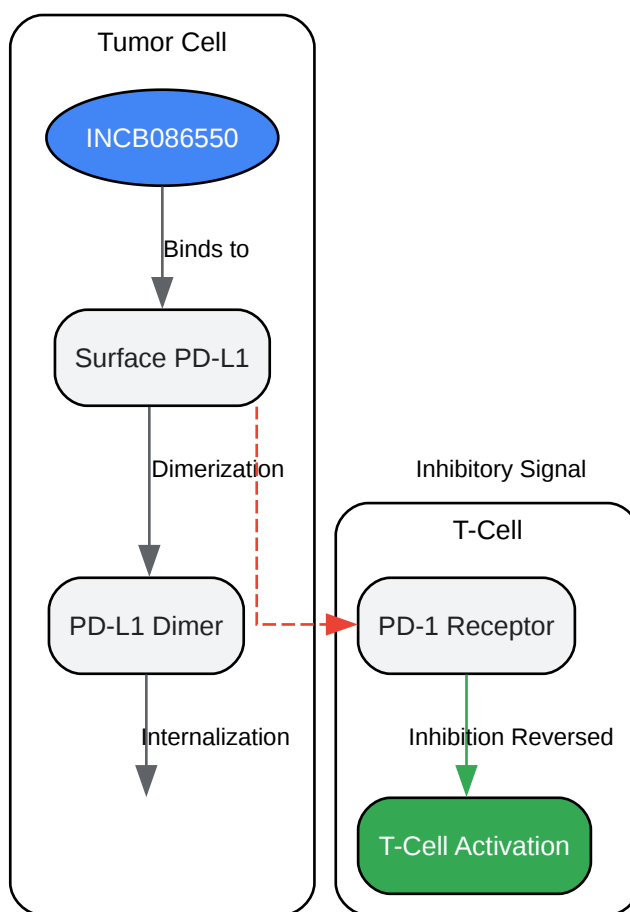 Tumor Cell
INCB086550
Binds to
Surface PD-L1
Dimerization
Inhibitory Signal
T-Cell
PD-L1 Dimer
PD-1 Receptor
Internalization
Inhibition Reversed
T-Cell Activation